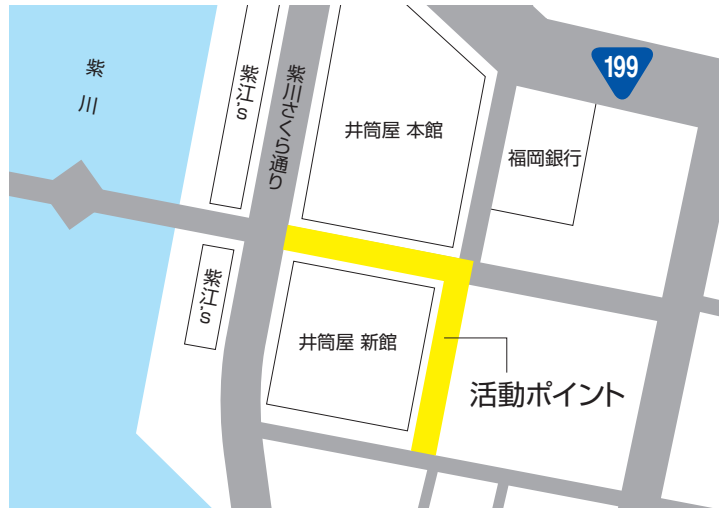 紫川
紫江'S
紫川さくら通り
井筒屋 本館
199
福岡銀行
紫江'S
井筒屋 新館
活動ポイント